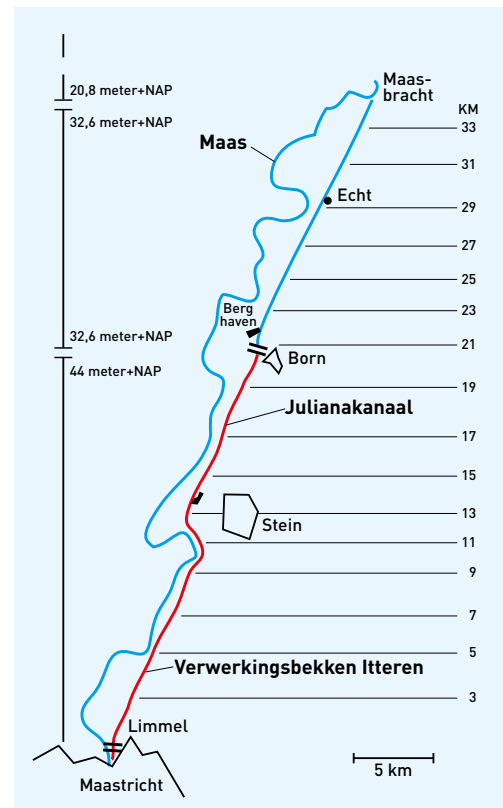 20,8 meter+NAP
32,6 meter+NAP
Maas-
bracht
KM
33
Maas
31
Echt
29
27
25
Berg
haven
23
32,6 meter+NAP
21
44 meter+NAP
Born
19
Julianakanaal
17
15
13
Stein
11
9
7
5
Verwerkingsbekken Itteren
3
Limmel
Maastricht
5 km